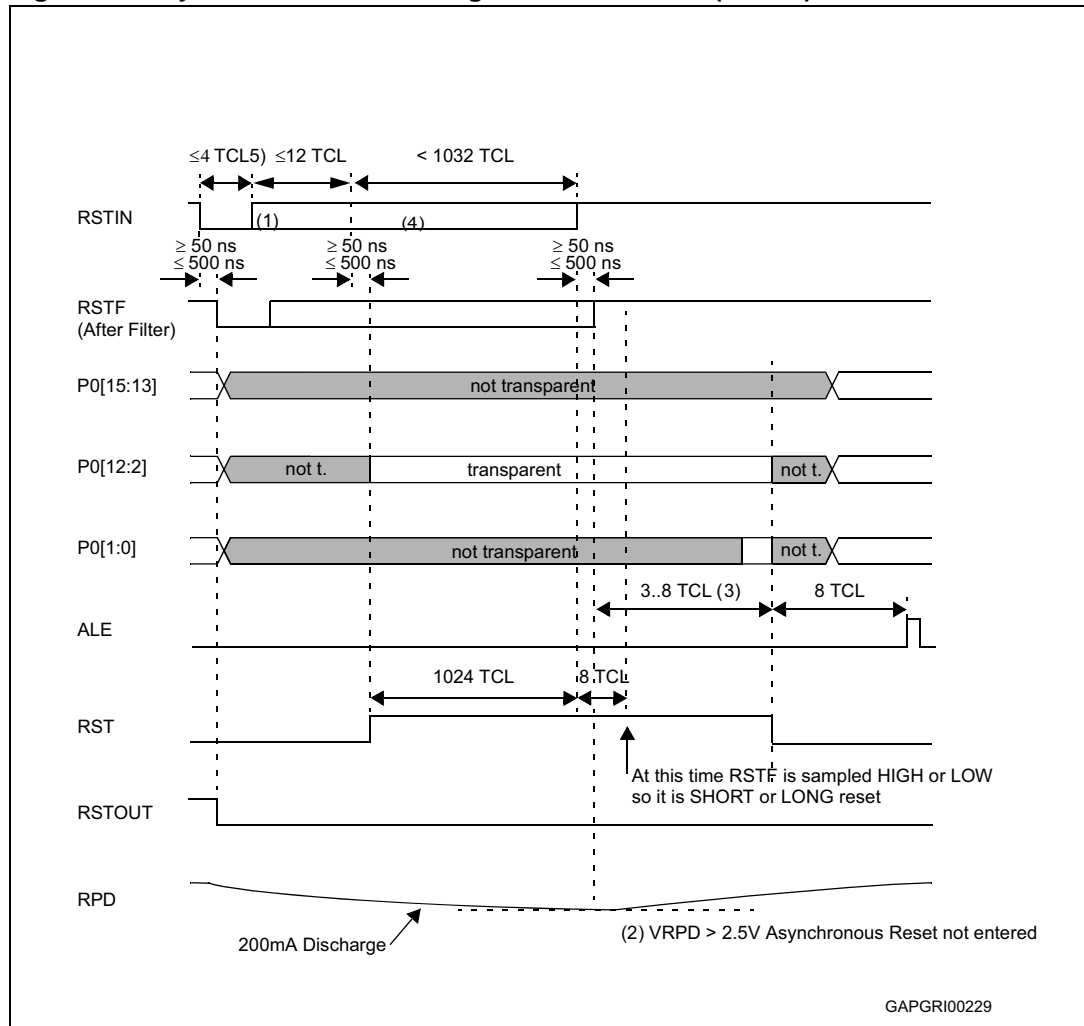 ≤4 TCL5) ≤12 TCL < 1032 TCL
RSTIN
(1) (4)
≥ 50 ns ≥ 50 ns ≥ 50 ns
≤ 500 ns ≤ 500 ns ≤ 500 ns
RSTF
(After Filter)
P0[15:13] not transparent
P0[12:2] not t. transparent not t.
P0[1:0] not transparent not t.
3..8 TCL (3) 8 TCL
ALE
1024 TCL 8 TCL
RST
At this time RSTF is sampled HIGH or LOW
so it is SHORT or LONG reset
RSTOUT
RPD
200mA Discharge
(2) VRPD > 2.5V Asynchronous Reset not entered
GAPGRI00229